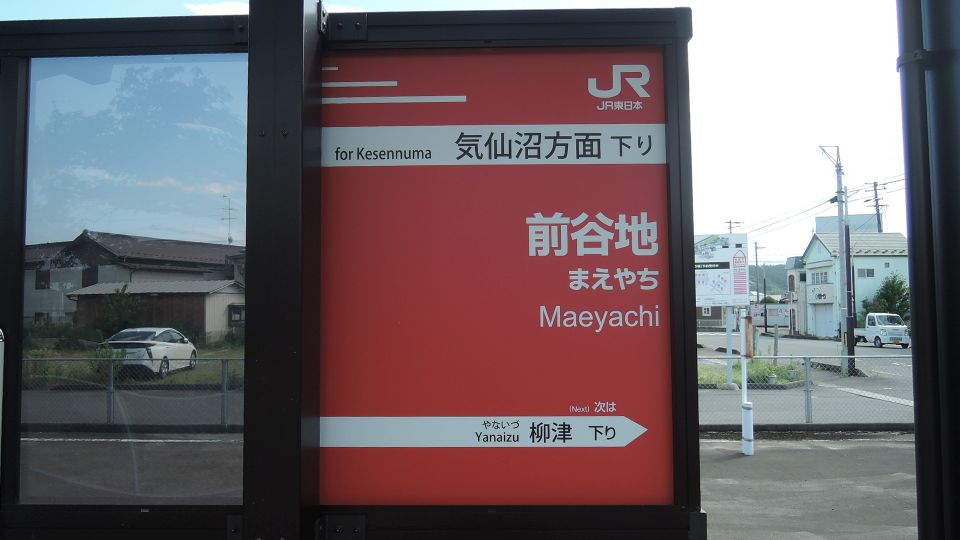 JR
JR東日本
for Kesennuma 気仙沼方面 下り
前谷地
まえやち
Maeyachi
(Next) 次は
やないづ
Yanaizu 柳津 下り